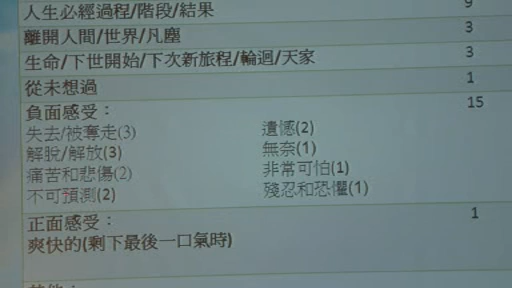 人生必經過程/階段/結果 9
離開人間/世界/凡塵 3
生命/下世開始/下次新旅程/輪迴/天家 3
從未想過 1
負面感受： 15
失去/被奪走(3) 遺憾(2)
解脫/解放(3) 無奈(1)
痛苦和悲傷(2) 非常可怕(1)
不可預測(2) 殘忍和恐懼(1)
正面感受： 1
爽快的(剩下最後一口氣時)